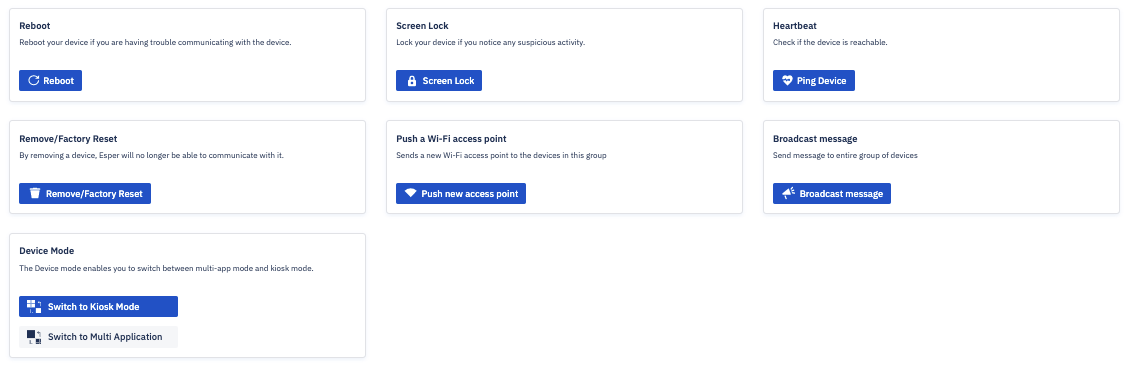 Reboot
Reboot your device if you are having trouble communicating with the device.
Reboot
Screen Lock
Lock your device if you notice any suspicious activity.
Screen Lock
Heartbeat
Check if the device is reachable.
Ping Device
Remove/Factory Reset
By removing a device, Esper will no longer be able to communicate with it.
Remove/Factory Reset
Push a Wi-Fi access point
Sends a new Wi-Fi access point to the devices in this group
Push new access point
Broadcast message
Send message to entire group of devices
Broadcast message
Device Mode
The Device mode enables you to switch between multi-app mode and kiosk mode.
Switch to Kiosk Mode
Switch to Multi Application